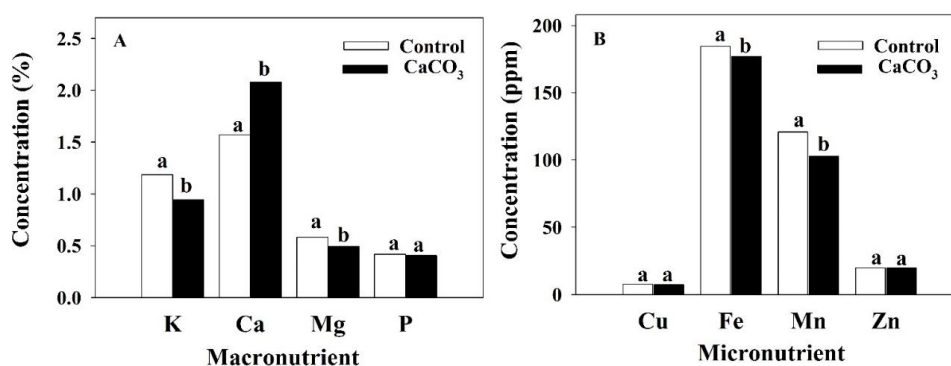 A
Control
CaCO3
Concentration (%)
2.5
2.0
1.5
1.0
0.5
0.0
a
b
a
b
a
b
a
a
K
Ca
Mg
P
Macronutrient
B
Control
CaCO3
Concentration (ppm)
200
150
100
50
0
a
a
a
b
a
b
a
a
Cu
Fe
Mn
Zn
Micronutrient